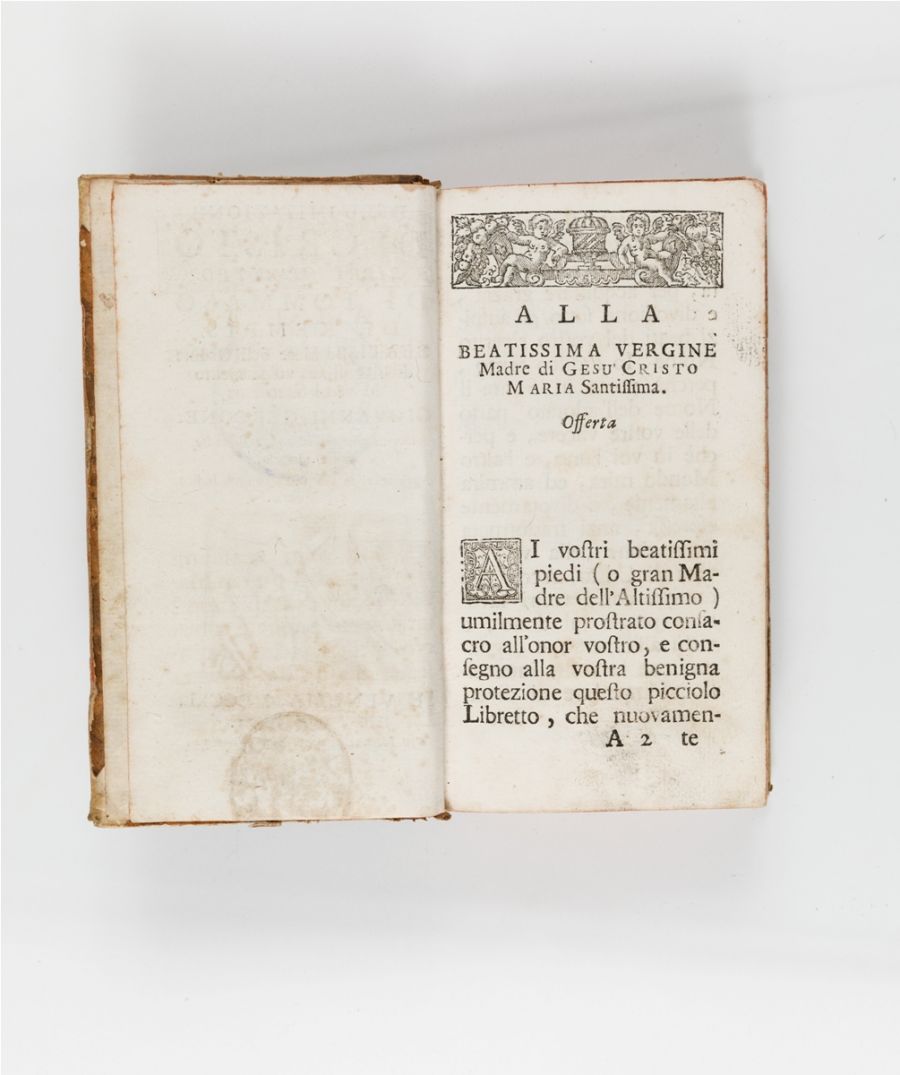 ALLA
BEATISSIMA VERGINE
Madre di GESU' CRISTO
MARIA Santiſſima.
Offerta
AI voſtri beatiſſimi
piedi ( o gran Ma-
dre dell'Altiſſimo )
umilmente proſtrato conſa-
cro all'onor voſtro, e con-
ſegno alla voſtra benigna
protezione queſto picciolo
Libretto, che nuovamen-
A 2 te